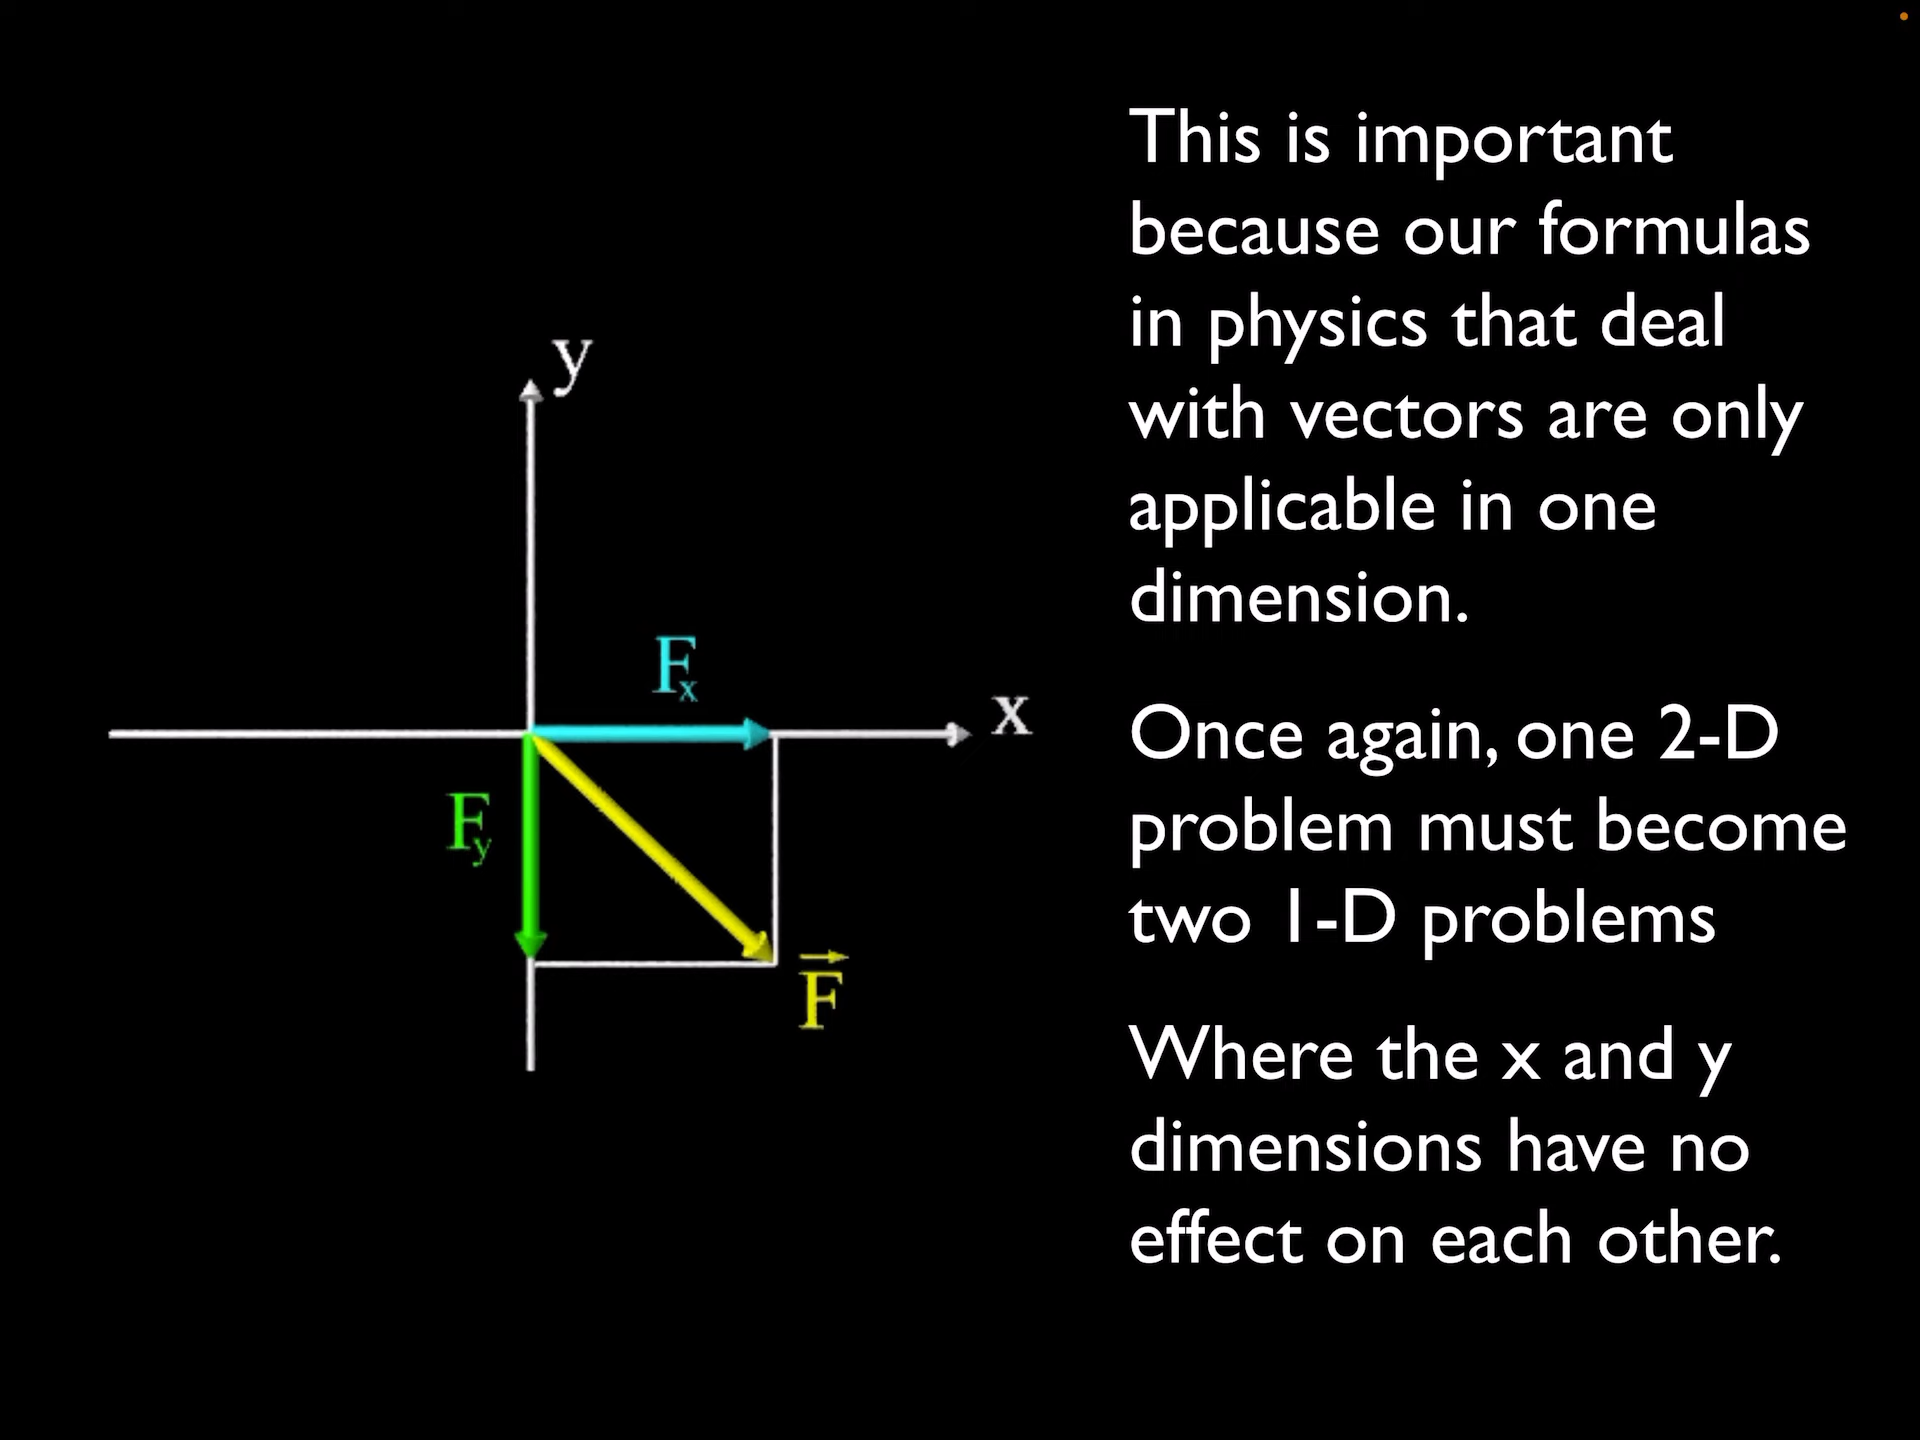 This is important
because our formulas
in physics that deal
with vectors are only
applicable in one
dimension.
Once again, one 2-D
problem must become
two 1-D problems
Where the x and y
dimensions have no
effect on each other.
y
Fx
x
Fy
F